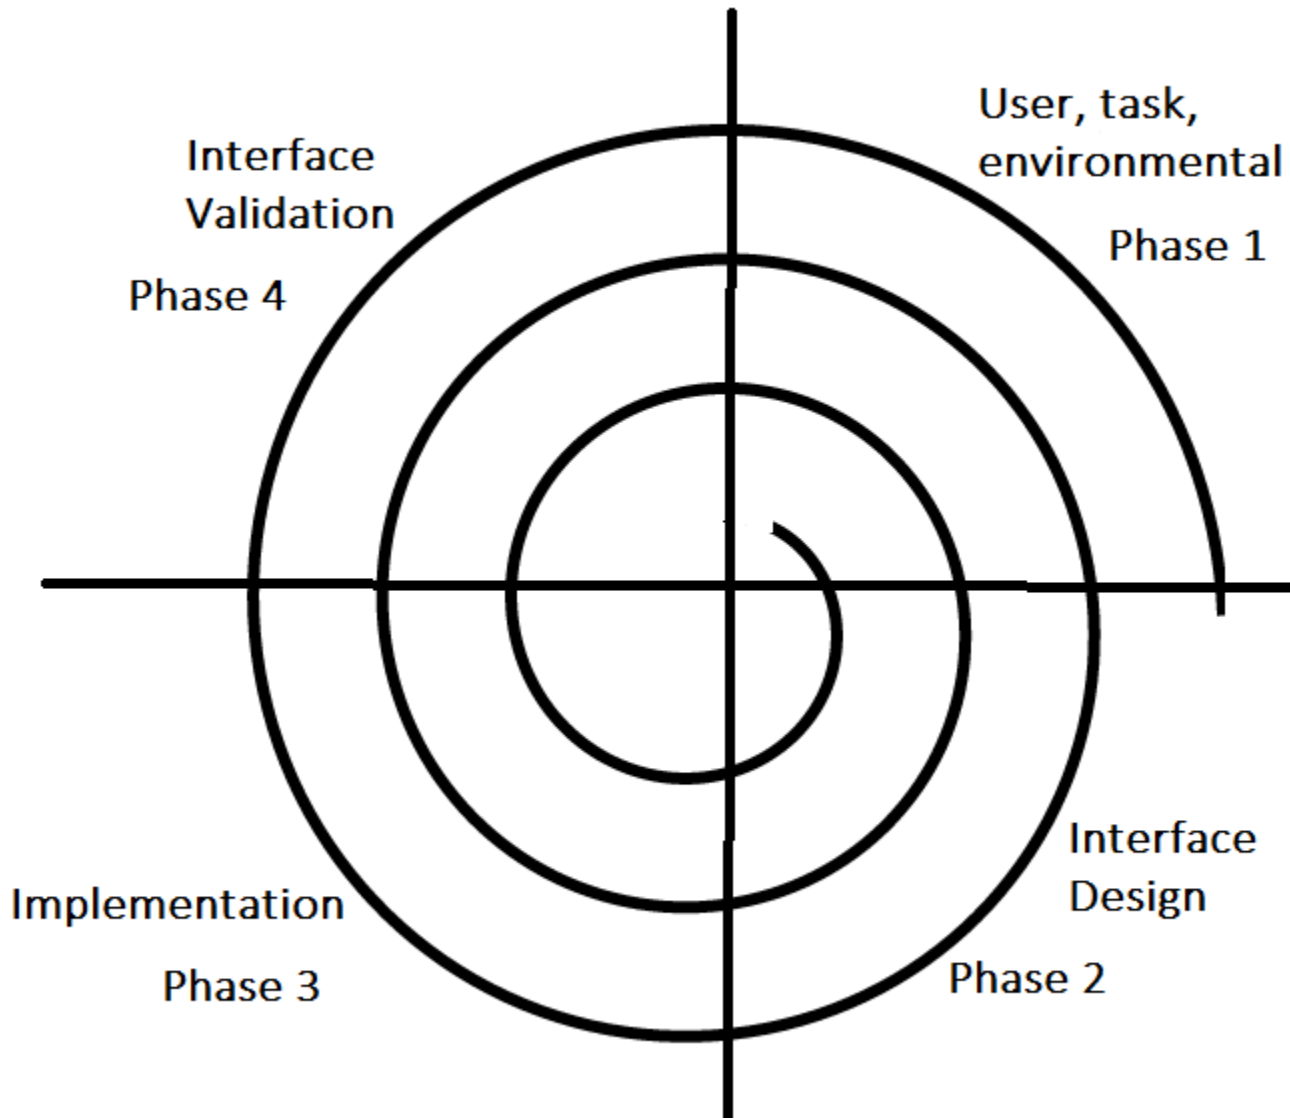 User, task,
environmental
Phase 1
Interface
Validation
Phase 4
Interface
Design
Phase 2
Implementation
Phase 3